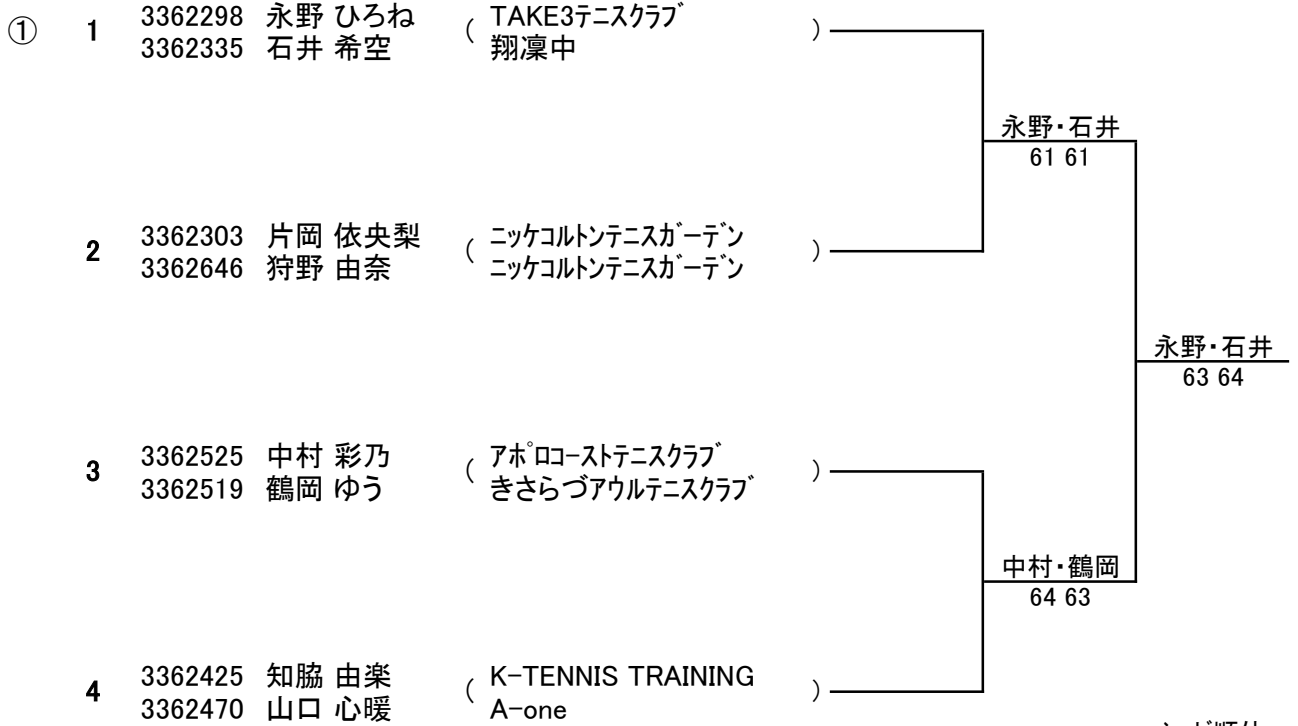 ① 1 3362298 永野 ひろね ( TAKE3ﾃﾆｽｸﾗﾌﾞ )
3362335 石井 希空 翔凜中
永野・石井
61 61
2 3362303 片岡 依央梨 ( ﾆｯｹｺﾙﾄﾝﾃﾆｽｶﾞｰﾃﾞﾝ )
3362646 狩野 由奈 ﾆｯｹｺﾙﾄﾝﾃﾆｽｶﾞｰﾃﾞﾝ
永野・石井
63 64
3 3362525 中村 彩乃 ( ｱﾎﾟﾛｺｰｽﾄﾃﾆｽｸﾗﾌﾞ )
3362519 鶴岡 ゆう きさらづｱｳﾙﾃﾆｽｸﾗﾌﾞ
中村・鶴岡
64 63
4 3362425 知脇 由楽 ( K-TENNIS TRAINING )
3362470 山口 心暖 A-one